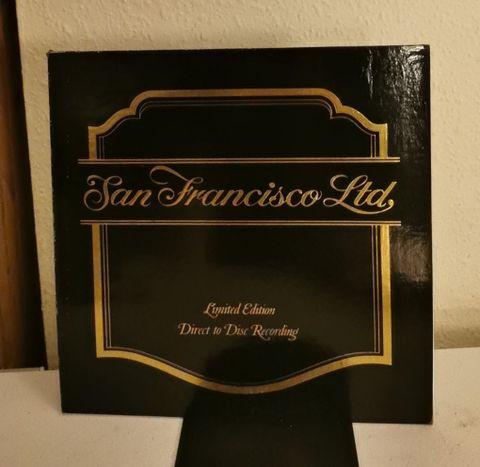 San Francisco Ltd.
Limited Edition
Direct to Disc Recording